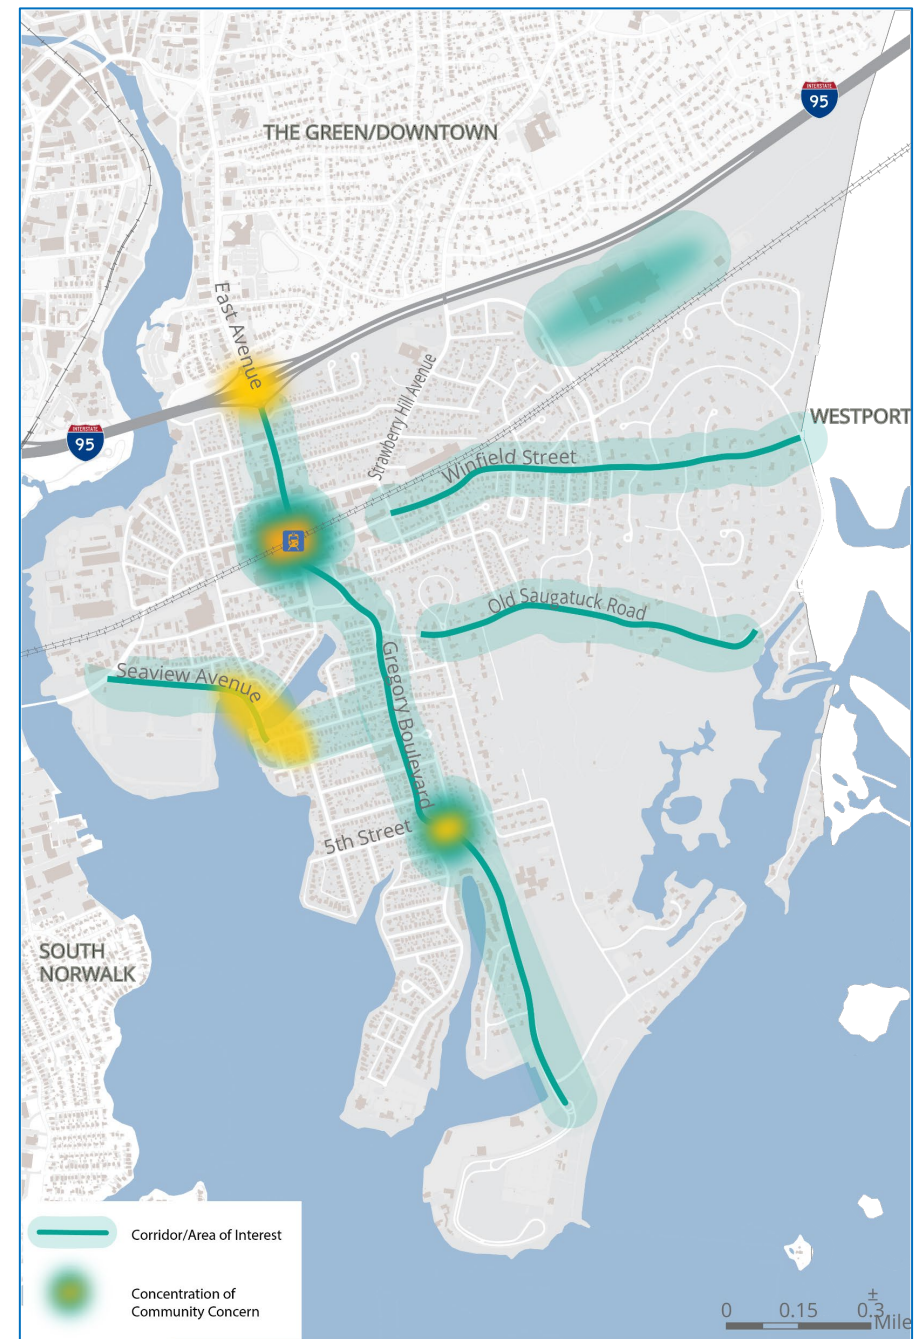 INTERSTATE
95
THE GREEN/DOWNTOWN
East Avenue
Strawberry Hill Avenue
WESTPORT
INTERSTATE
95
Winfield Street
Old Saugatuck Road
Seaview Avenue
Gregory Boulevard
5th Street
SOUTH
NORWALK
Corridor/Area of Interest
Concentration of
Community Concern
±
0 0.15 0.3
Mile